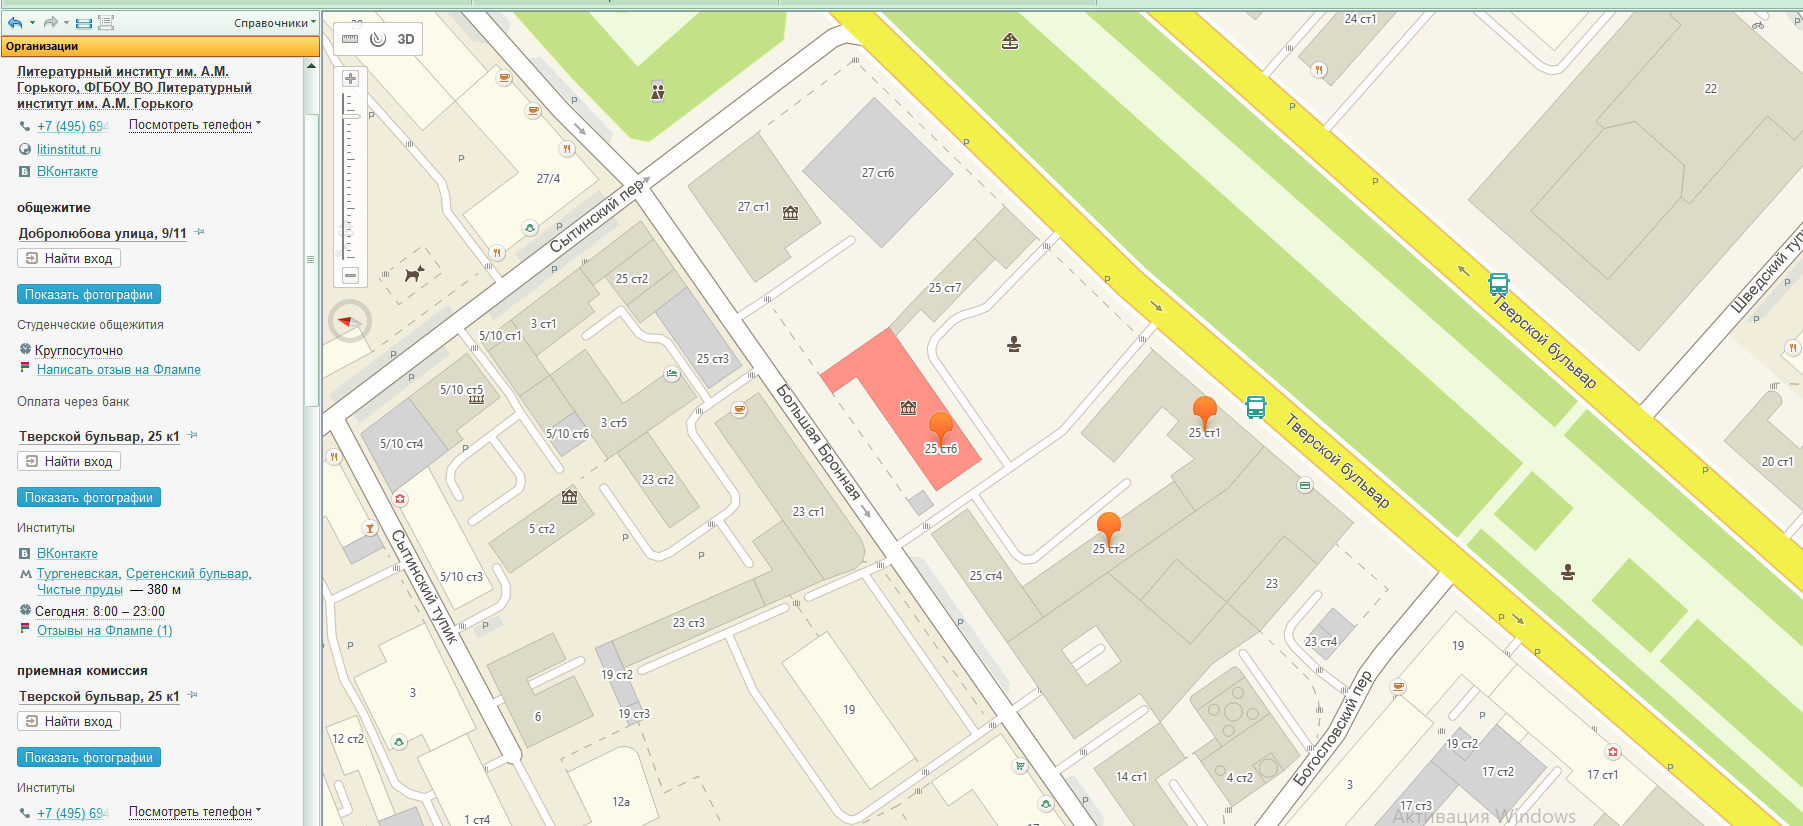 Справочники
Организации
Литературный институт им. А.М.
Горького, ФГБОУ ВО Литературный
институт им. А.М. Горького
+7 (495) 694
Посмотреть телефон
litinstitut.ru
ВКонтакте
общежитие
Добролюбова улица, 9/11
Найти вход
Показать фотографии
Студенческие общежития
Круглосуточно
Написать отзыв на Флампе
Оплата через банк
Тверской бульвар, 25 к1
Найти вход
Показать фотографии
Институты
ВКонтакте
Тургеневская, Сретенский бульвар,
Чистые пруды — 380 м
Сегодня: 8:00 – 23:00
Отзывы на Флампе (1)
приемная комиссия
Тверской бульвар, 25 к1
Найти вход
Показать фотографии
Институты
+7 (495) 694
Посмотреть телефон
3D
24 ст1
22
27/4
27 ст6
27 ст1
Сытинский пер
25 ст2
25 ст7
3 ст1
5/10 ст1
25 ст3
5/10 ст5
3 ст5
5/10 ст6
5/10 ст4
Большая Бронная
25 ст6
25 ст1
Тверской бульвар
Тверской бульвар
Шведский туп
20 ст1
23 ст2
23 ст1
5 ст2
25 ст2
25 ст4
5/10 ст3
Сытинский тупик
23
23 ст3
23 ст4
19
19 ст2
19 ст3
3
6
19
12 ст2
12а
1 ст4
14 ст1
4 ст2
Богословский пер
3
19 ст2
17 ст2
17 ст1
17 ст3
17
Активация Windows